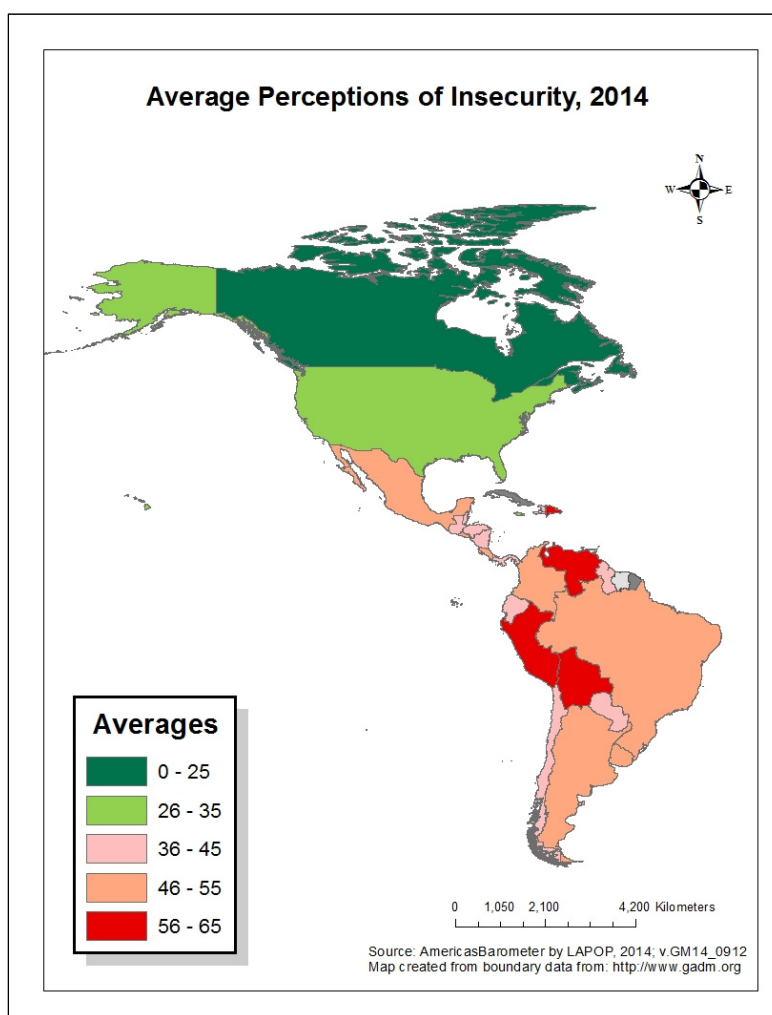 Average Perceptions of Insecurity, 2014
N
W E
S
Averages
0 - 25
26 - 35
36 - 45
46 - 55
56 - 65
0 1,050 2,100 4,200 Kilometers
Source: AmericasBarometer by LAPOP, 2014; v.GM14_0912
Map created from boundary data from: http://www.gadm.org